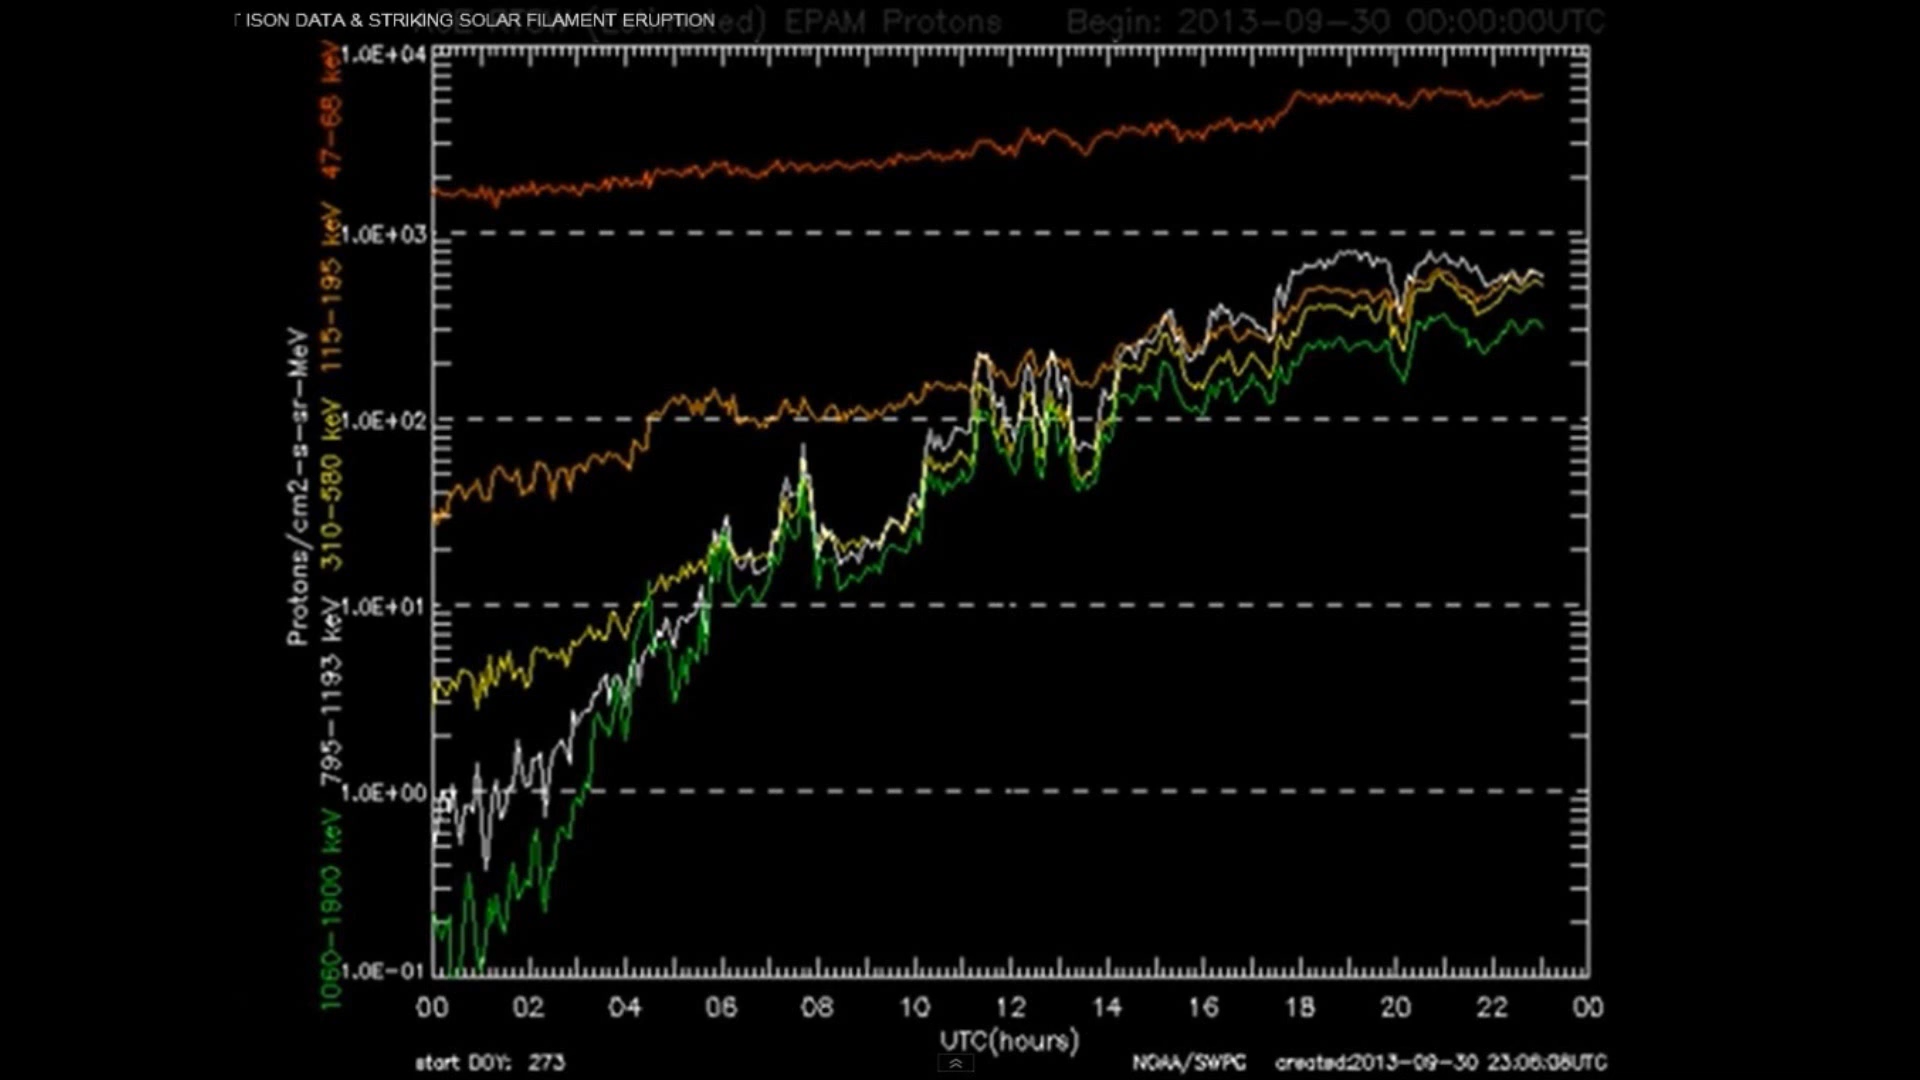 ISON DATA & STRIKING SOLAR FILAMENT ERUPTION
ACE RTSW (Estimated) EPAM Protons Begin: 2013-09-30 00:00:00UTC
Protons/cm2-s-sr-MeV
1060-1900 keV 795-1193 keV 310-580 keV 115-195 keV 47-68 keV
1.0E+04
1.0E+03
1.0E+02
1.0E+01
1.0E+00
1.0E-01
00 02 04 06 08 10 12 14 16 18 20 22 00
UTC(hours)
start DOY: 273 NOAA/SWPC created:2013-09-30 23:06:08UTC